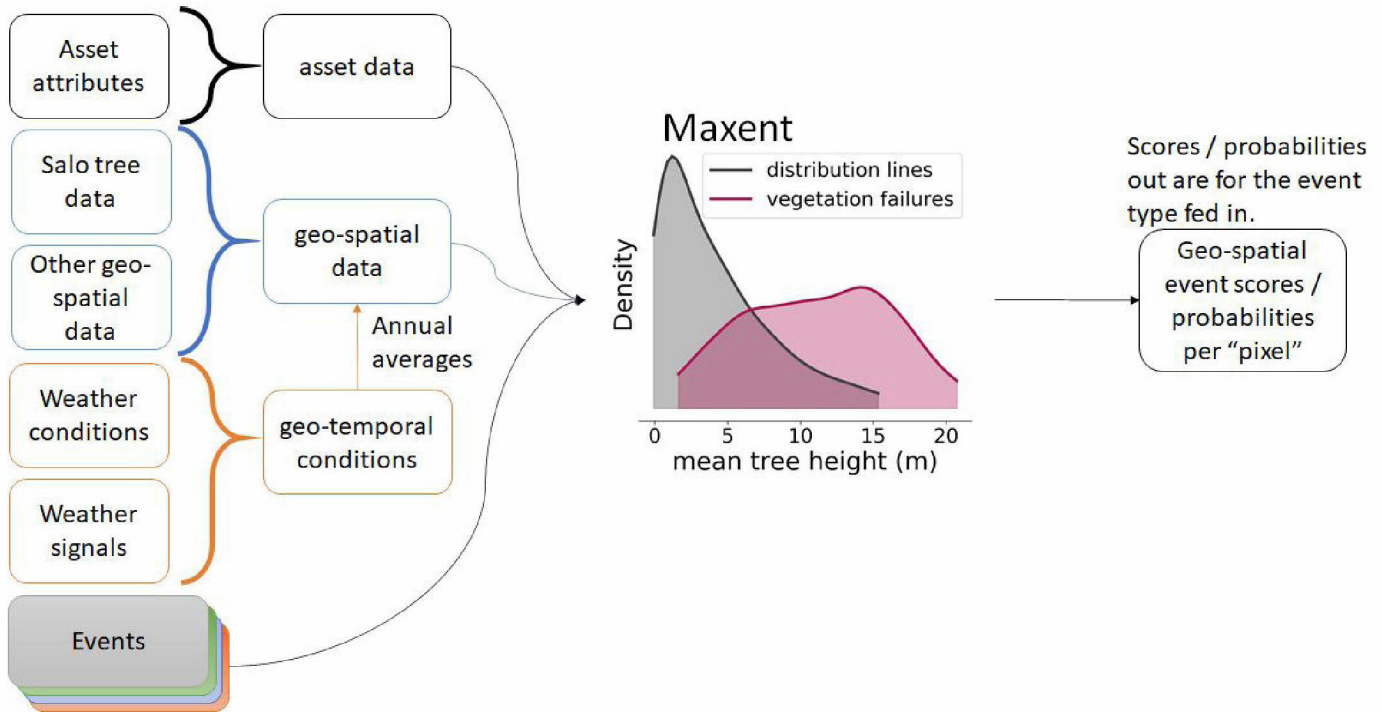 Asset
attributes
asset data
Salo tree
data
Other geo-
spatial
data
geo-spatial
data
Annual
averages
Weather
conditions
geo-temporal
conditions
Weather
signals
Events
Maxent
distribution lines
vegetation failures
Density
0 5 10 15 20
mean tree height (m)
Scores / probabilities
out are for the event
type fed in.
Geo-spatial
event scores /
probabilities
per “pixel”